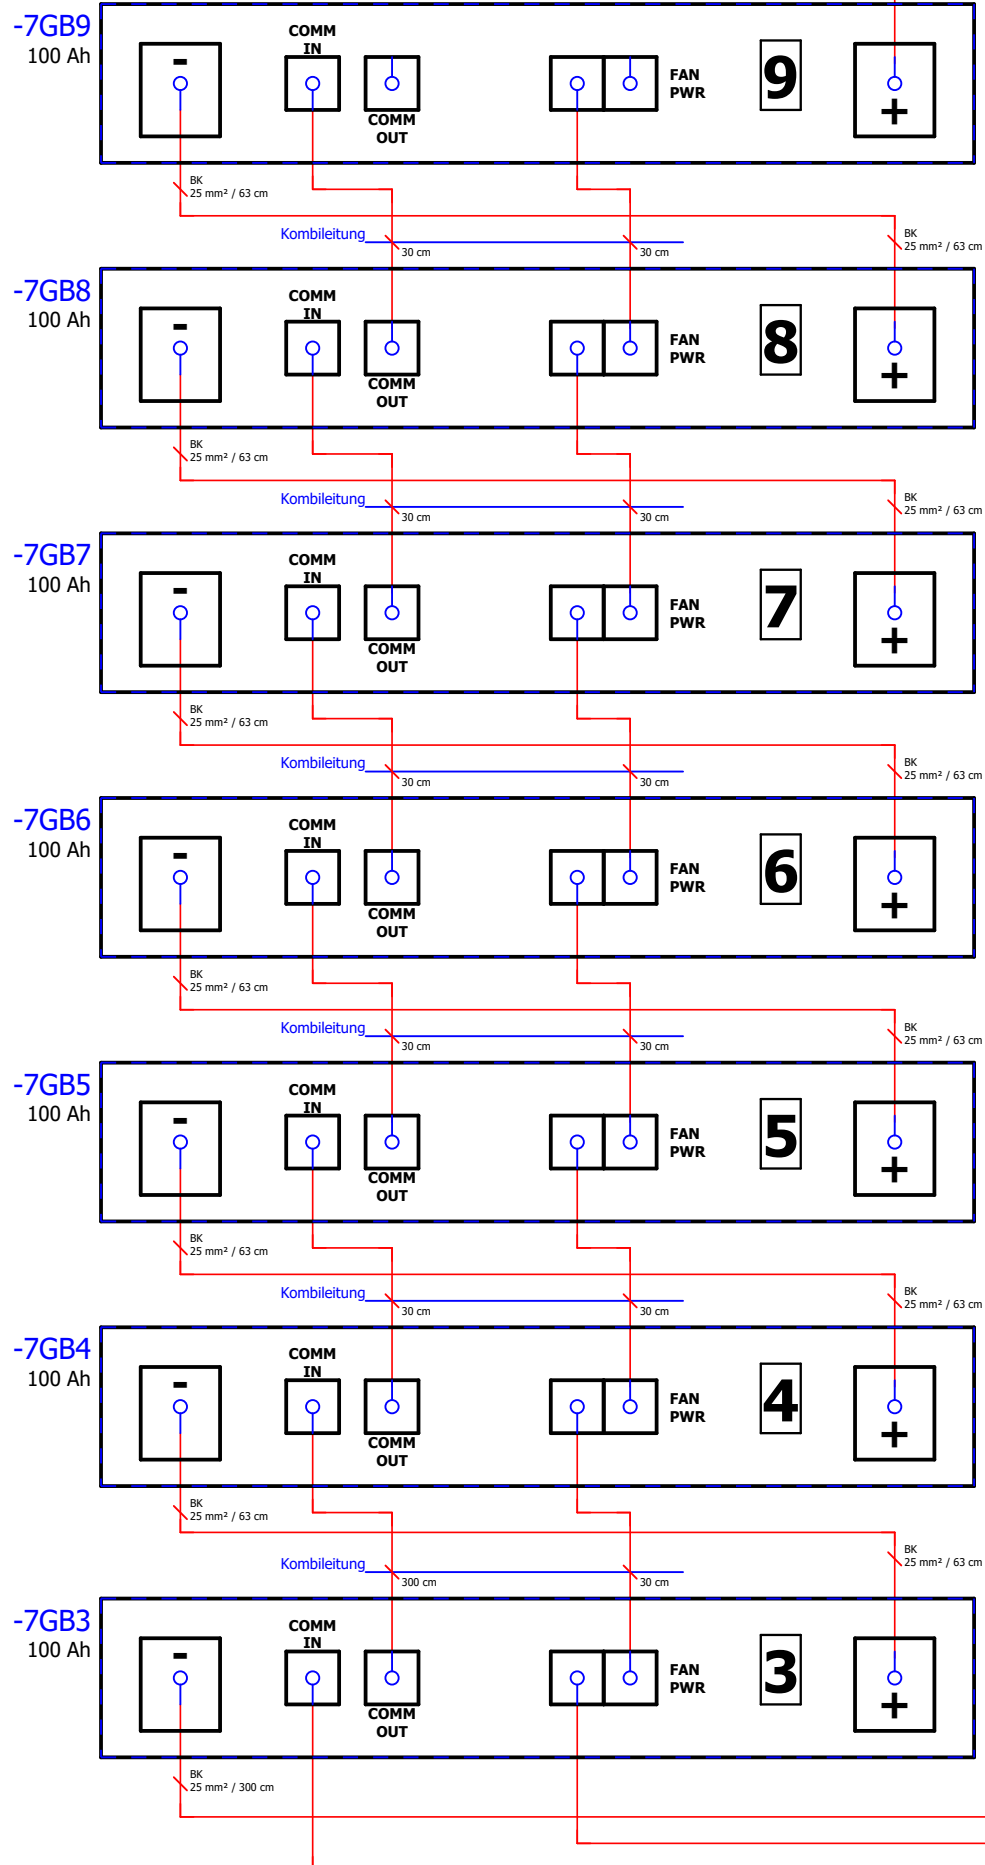 -7GB9
100 Ah
-
COMM
IN
COMM
OUT
FAN
PWR
9
+
BK
25 mm² / 63 cm
Kombileitung
30 cm
30 cm
BK
25 mm² / 63 cm
-7GB8
100 Ah
-
COMM
IN
COMM
OUT
FAN
PWR
8
+
BK
25 mm² / 63 cm
Kombileitung
30 cm
30 cm
BK
25 mm² / 63 cm
-7GB7
100 Ah
-
COMM
IN
COMM
OUT
FAN
PWR
7
+
BK
25 mm² / 63 cm
Kombileitung
30 cm
30 cm
BK
25 mm² / 63 cm
-7GB6
100 Ah
-
COMM
IN
COMM
OUT
FAN
PWR
6
+
BK
25 mm² / 63 cm
Kombileitung
30 cm
30 cm
BK
25 mm² / 63 cm
-7GB5
100 Ah
-
COMM
IN
COMM
OUT
FAN
PWR
5
+
BK
25 mm² / 63 cm
Kombileitung
30 cm
30 cm
BK
25 mm² / 63 cm
-7GB4
100 Ah
-
COMM
IN
COMM
OUT
FAN
PWR
4
+
BK
25 mm² / 63 cm
Kombileitung
300 cm
30 cm
BK
25 mm² / 63 cm
-7GB3
100 Ah
-
COMM
IN
COMM
OUT
FAN
PWR
3
+
BK
25 mm² / 300 cm